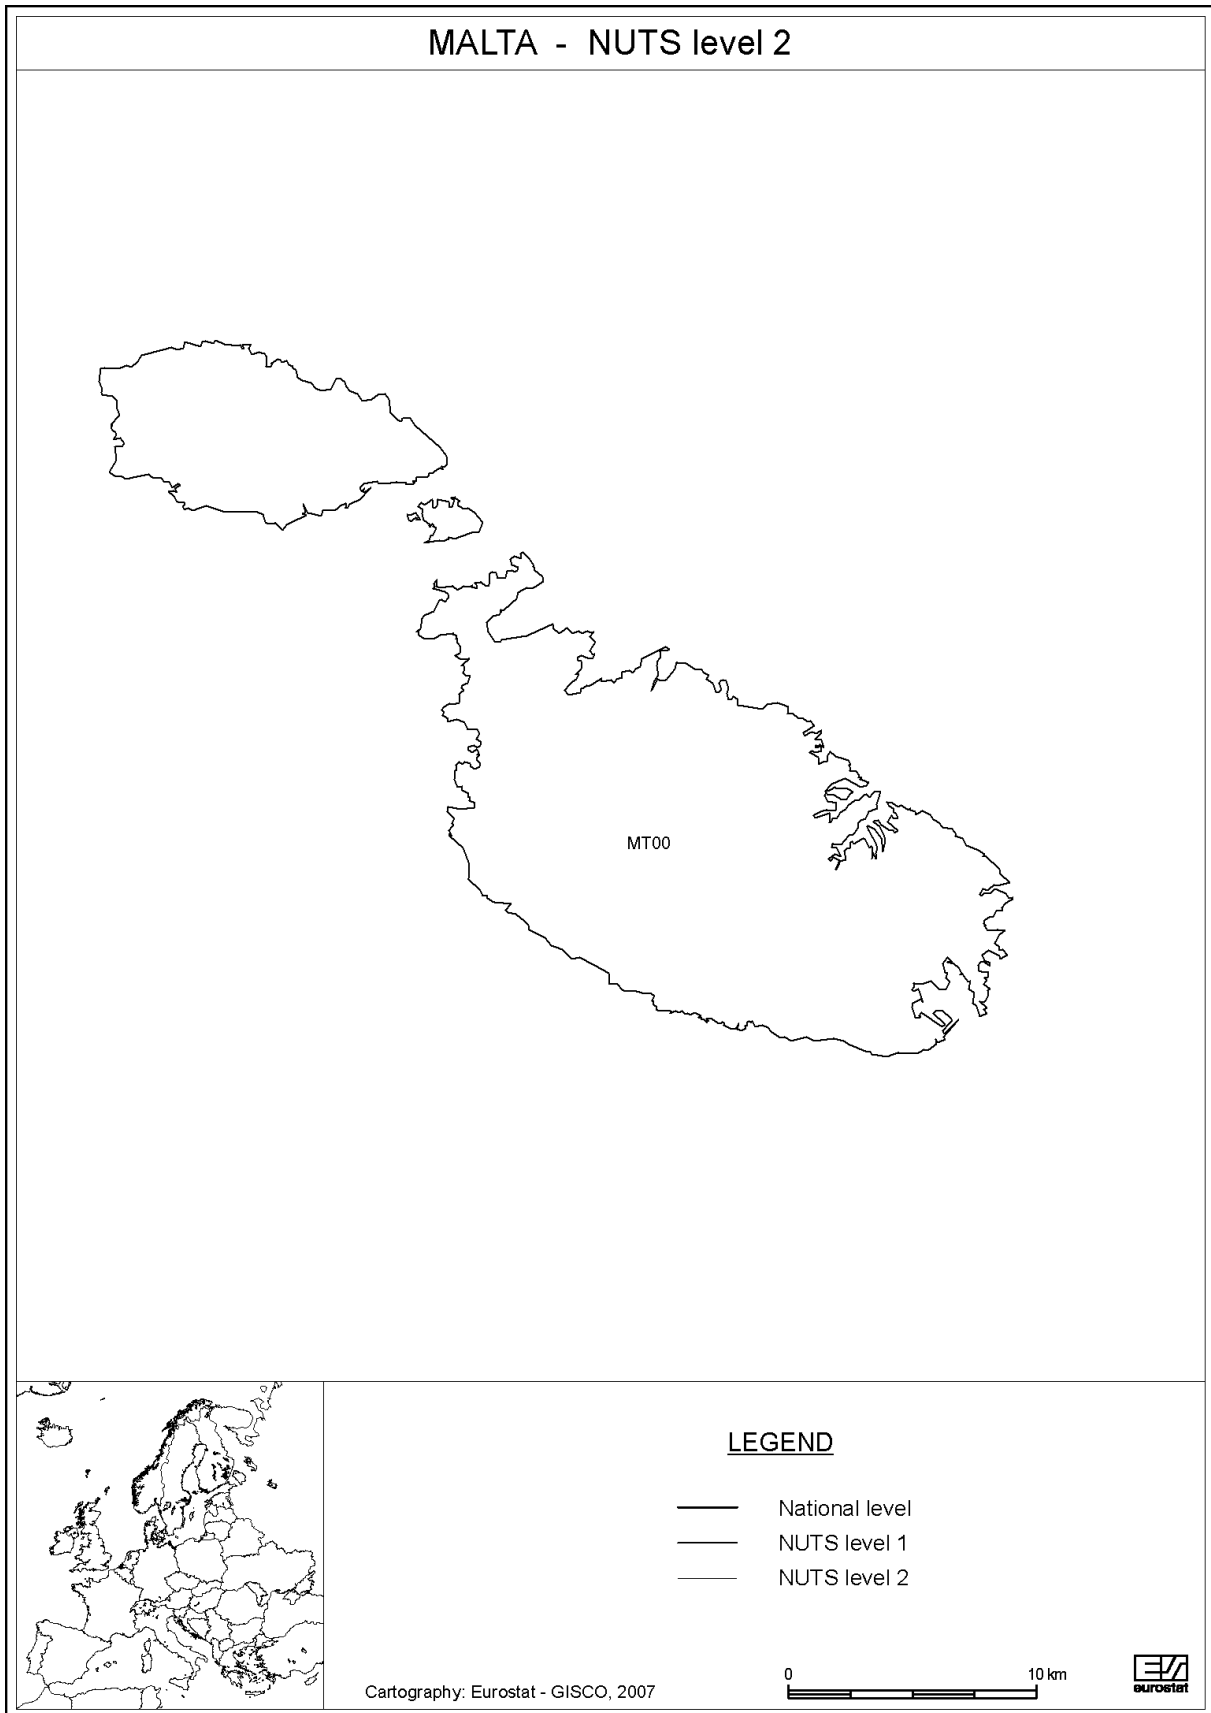 MALTA - NUTS level 2
MT00
LEGEND
National level
NUTS level 1
NUTS level 2
Cartography: Eurostat - GISCO, 2007
0 10 km
eurostat